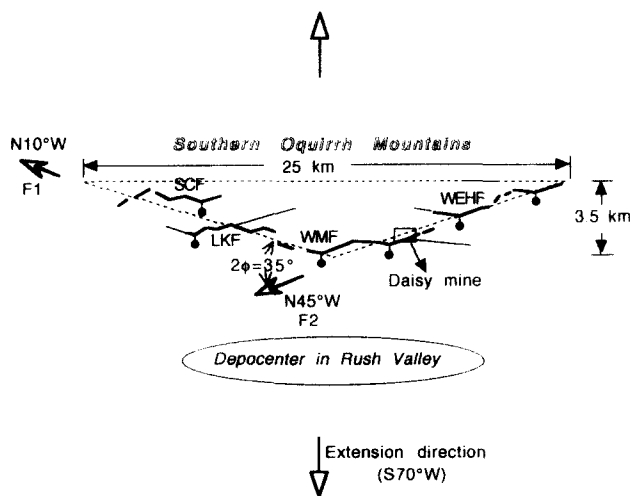 N10°W
F1
Southern Oquirrh Mountains
25 km
SCF
WEHF
3.5 km
LKF
WMF
2ϕ=35°
Daisy mine
N45°W
F2
Depocenter in Rush Valley
Extension direction
(S70°W)